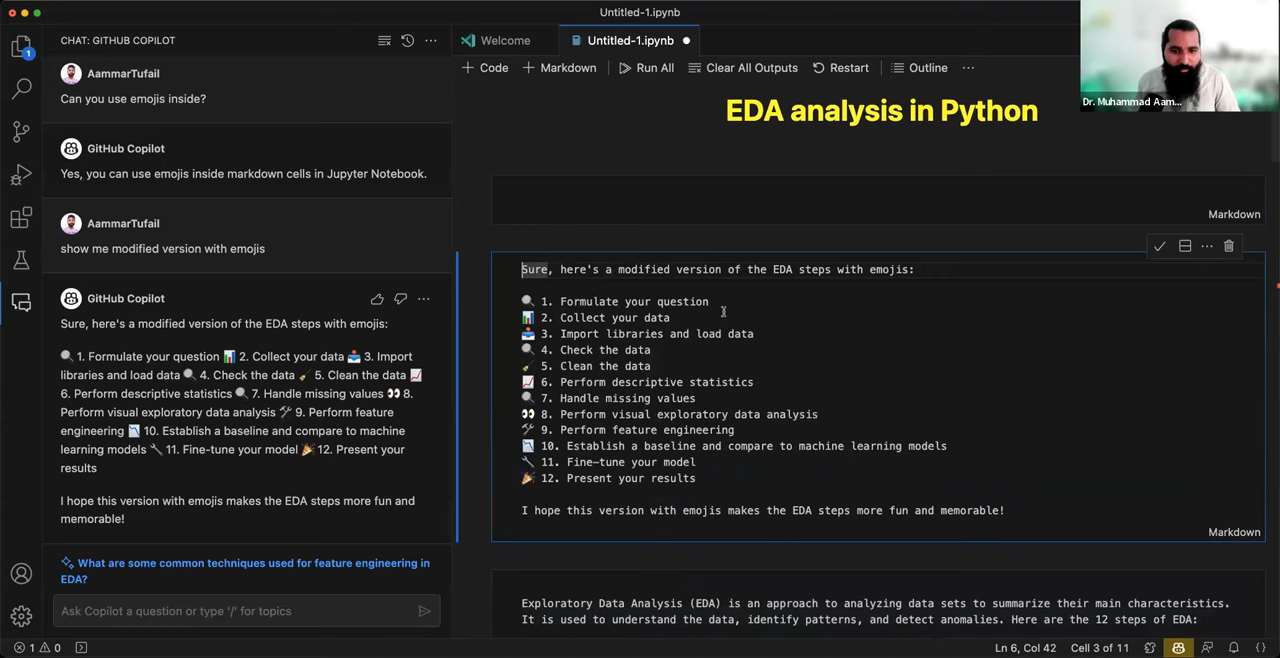 Untitled-1.ipynb
CHAT: GITHUB COPILOT
Welcome
Untitled-1.ipynb
Code
Markdown
Run All
Clear All Outputs
Restart
Outline
1
AammarTufail
Can you use emojis inside?
GitHub Copilot
Yes, you can use emojis inside markdown cells in Jupyter Notebook.
AammarTufail
show me modified version with emojis
GitHub Copilot
Sure, here's a modified version of the EDA steps with emojis:
🔍 1. Formulate your question 📊 2. Collect your data 📥 3. Import
libraries and load data 🔍 4. Check the data 🧹 5. Clean the data 📈
6. Perform descriptive statistics 🔍 7. Handle missing values 👀 8.
Perform visual exploratory data analysis 🛠 9. Perform feature
engineering 📉 10. Establish a baseline and compare to machine
learning models 🔧 11. Fine-tune your model 🎉 12. Present your
results
I hope this version with emojis makes the EDA steps more fun and
memorable!
What are some common techniques used for feature engineering in
EDA?
Ask Copilot a question or type '/' for topics
EDA analysis in Python
Dr. Muhammad Aam...
Markdown
Sure, here's a modified version of the EDA steps with emojis:
🔍 1. Formulate your question
📊 2. Collect your data
📥 3. Import libraries and load data
🔍 4. Check the data
🧹 5. Clean the data
📈 6. Perform descriptive statistics
🔍 7. Handle missing values
👀 8. Perform visual exploratory data analysis
🛠 9. Perform feature engineering
📉 10. Establish a baseline and compare to machine learning models
🔧 11. Fine-tune your model
🎉 12. Present your results
I hope this version with emojis makes the EDA steps more fun and memorable!
Markdown
Exploratory Data Analysis (EDA) is an approach to analyzing data sets to summarize their main characteristics.
It is used to understand the data, identify patterns, and detect anomalies. Here are the 12 steps of EDA:
1 0
Ln 6, Col 42
Cell 3 of 11